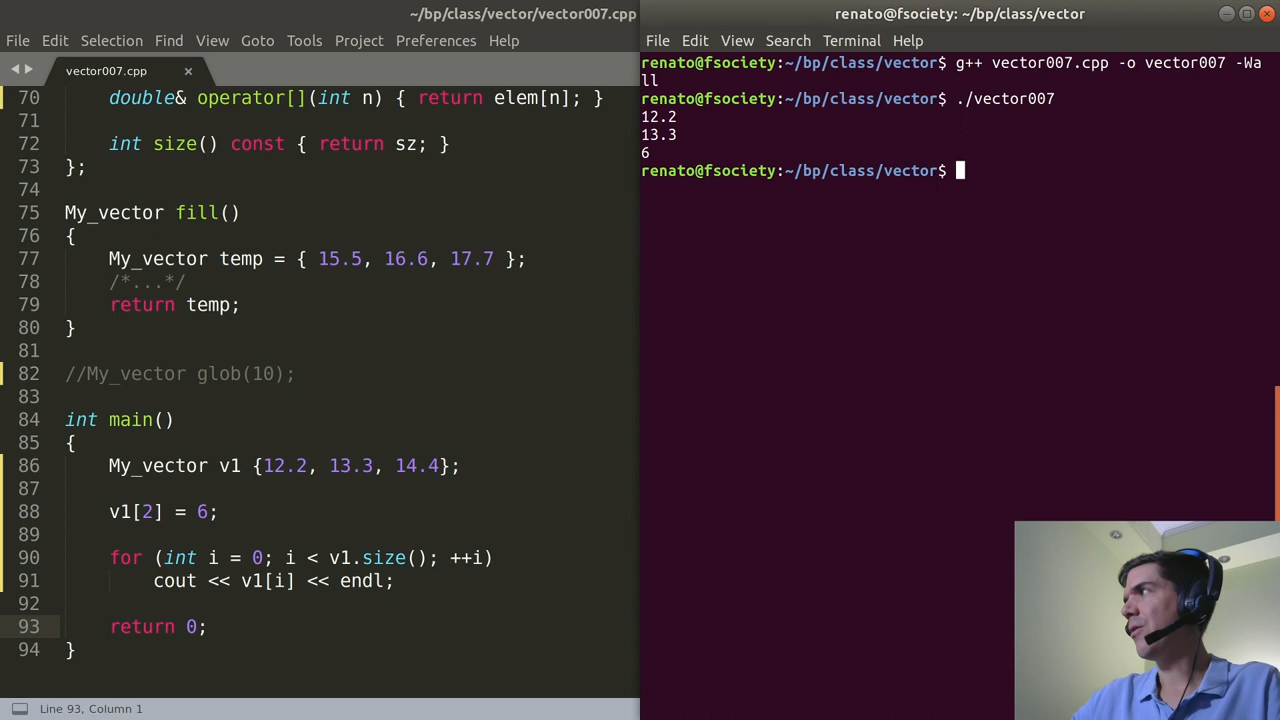 ~/bp/class/vector/vector007.cpp
File Edit Selection Find View Goto Tools Project Preferences Help
vector007.cpp ×
70 double& operator[](int n) { return elem[n]; }
71
72 int size() const { return sz; }
73 };
74
75 My_vector fill()
76 {
77 My_vector temp = { 15.5, 16.6, 17.7 };
78 /*...*/
79 return temp;
80 }
81
82 //My_vector glob(10);
83
84 int main()
85 {
86 My_vector v1 {12.2, 13.3, 14.4};
87
88 v1[2] = 6;
89
90 for (int i = 0; i < v1.size(); ++i)
91 cout << v1[i] << endl;
92
93 return 0;
94 }
Line 93, Column 1
renato@fsociety: ~/bp/class/vector
File Edit View Search Terminal Help
renato@fsociety:~/bp/class/vector$ g++ vector007.cpp -o vector007 -Wa
ll
renato@fsociety:~/bp/class/vector$ ./vector007
12.2
13.3
6
renato@fsociety:~/bp/class/vector$